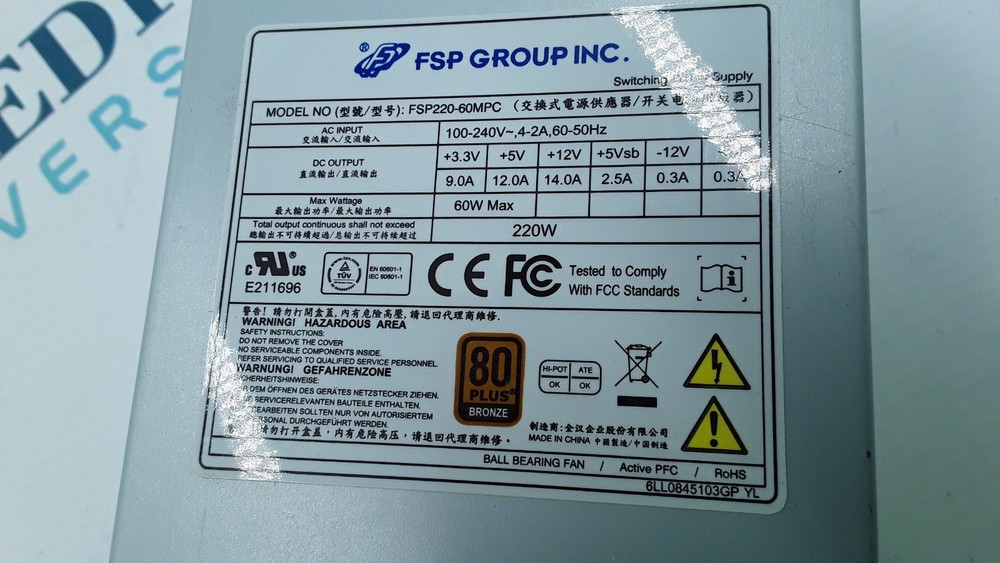 EDI
VERS
® FSP GROUP INC.
Switching Supply
MODEL NO (型號/型号): FSP220-60MPC (交換式電源供應器/开关电 器)
AC INPUT 100-240V~,4-2A,60-50Hz
交流輸入/交流输入
DC OUTPUT +3.3V +5V +12V +5Vsb -12V
直流輸出/直流输出 9.0A 12.0A 14.0A 2.5A 0.3A 0.3A
Max Wattage 60W Max
最大輸出功率/最大输出功率
Total output continuous shall not exceed 220W
總輸出不可持續超過/总输出不可持续超过
c RU® US
E211696
TÜV
EN 60601-1
IEC 60601-1
CE FC Tested to Comply
With FCC Standards
i
警告! 請勿打開盒蓋, 內有危險高壓, 請退回代理商維修.
WARNING! HAZARDOUS AREA
SAFETY INSTRUCTIONS:
DO NOT REMOVE THE COVER
NO SERVICEABLE COMPONENTS INSIDE.
REFER SERVICING TO QUALIFIED SERVICE PERSONNEL.
WARNUNG! GEFAHRENZONE
SICHERHEITSHINWEISE:
DEM ÖFFNEN DES GERÄTES NETZSTECKER ZIEHEN.
SERVICERELEVANTEN BAUTEILE ENTHALTEN.
EARBEITEN SOLLTEN NUR VON AUTORISIERTEM
PERSONAL DURCHGEFÜHRT WERDEN.
请勿打开盒盖, 内有危险高压, 请退回代理商维修。
80
PLUS®
BRONZE
HI-POT ATE
OK OK
制造商: 全汉企业股份有限公司
MADE IN CHINA 中國製造/中国制造
BALL BEARING FAN / Active PFC / RoHS
6LL0845103GP YL